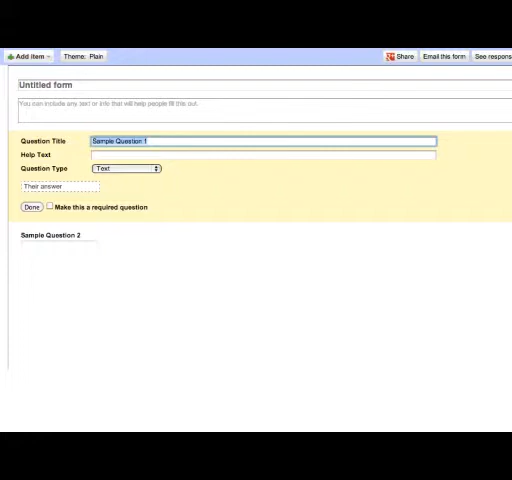 Add item
Theme: Plain
Share
Email this form
See respons
Untitled form
You can include any text or info that will help people fill this out.
Question Title
Sample Question 1
Help Text
Question Type
Text
Their answer
Done
Make this a required question
Sample Question 2